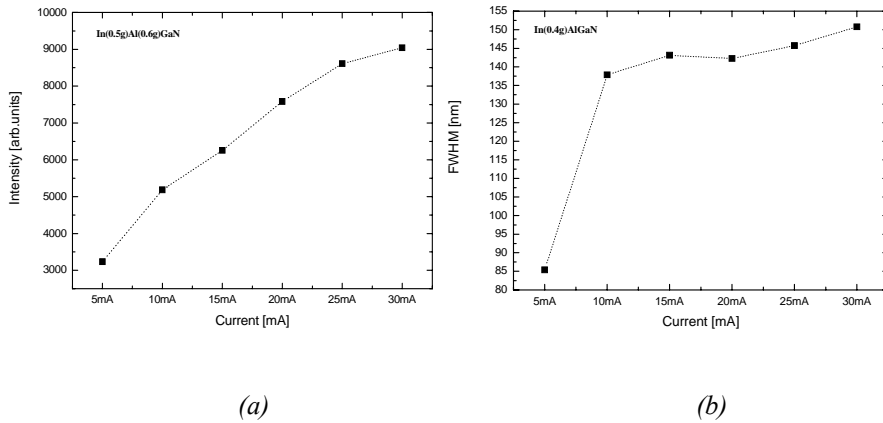 In(0.5g)Al(0.6g)GaN
Intensity [arb.units]
10000
9000
8000
7000
6000
5000
4000
3000
5mA 10mA 15mA 20mA 25mA 30mA
Current [mA]
(a)
In(0.4g)AlGaN
FWHM [nm]
155
150
145
140
135
130
125
120
115
110
105
100
95
90
85
80
5mA 10mA 15mA 20mA 25mA 30mA
Current [mA]
(b)